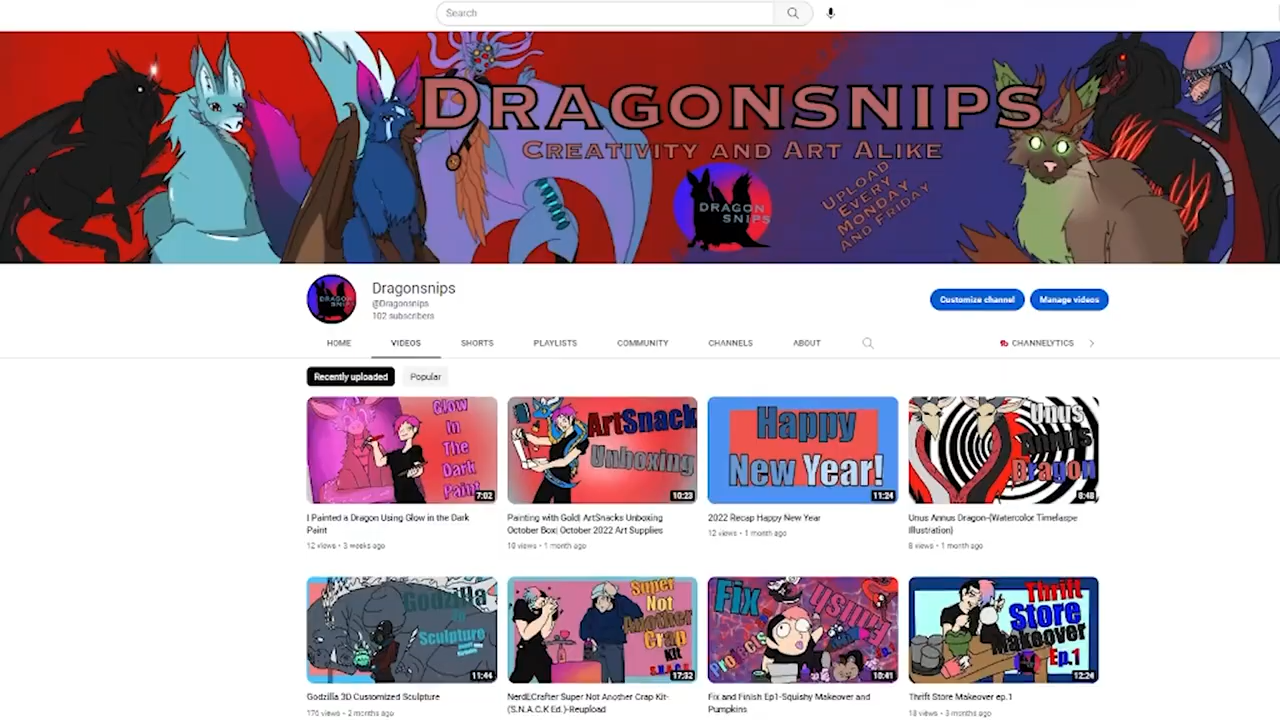 Search
DRAGONSNIPS
CREATIVITY AND ART ALIKE
UPLOAD
EVERY
MONDAY
AND FRIDAY
DRAGON
SNIPS
DRAGON
SNIPS
Dragonsnips
@Dragonsnips
102 subscribers
Customize channel
Manage videos
HOME
VIDEOS
SHORTS
PLAYLISTS
COMMUNITY
CHANNELS
ABOUT
CHANNELYTICS
Recently uploaded
Popular
Glow
In
The
Dark
Paint
7:02
ArtSnack
Unboxing
10:23
Happy
New Year!
11:24
Unus
Annus
Dragon
8:48
I Painted a Dragon Using Glow in the Dark
Paint
12 views • 3 weeks ago
Painting with Gold! ArtSnacks Unboxing
October Box| October 2022 Art Supplies
10 views • 1 month ago
2022 Recap Happy New Year
12 views • 1 month ago
Unus Annus Dragon-(Watercolor Timelaspe
Illustration)
8 views • 1 month ago
Godzilla
Sculpture
11:44
Super
Not
Another
Crap
Kit
S.N.A.C.K
17:32
Fix
Finish
Projects
Ep.1
18:41
Thrift
Store
Makeover
Ep.1
12:24
Godzilla 3D Customized Sculpture
176 views • 2 months ago
NerdECrafter Super Not Another Crap Kit-
(S.N.A.C.K Ed.)-Reupload
Fix and Finish Ep1-Squishy Makeover and
Pumpkins
Thrift Store Makeover ep.1
18 views • 3 months ago